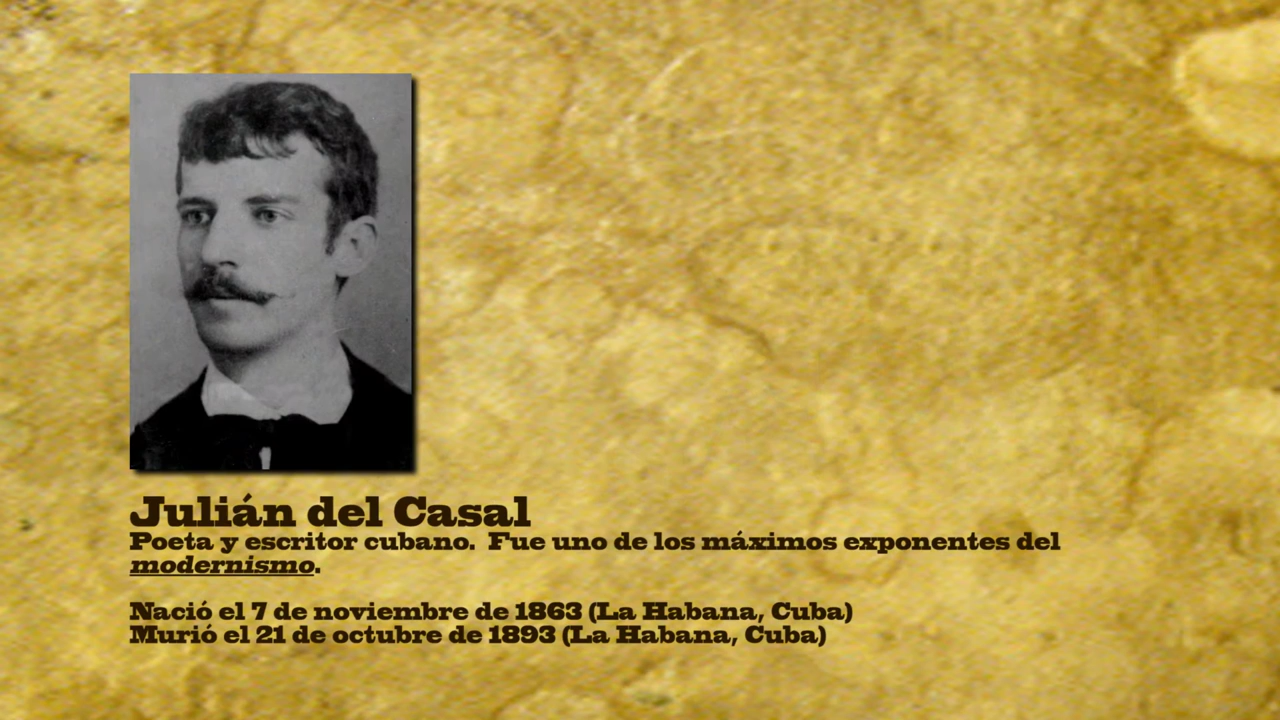 Julián del Casal
Poeta y escritor cubano.  Fue uno de los máximos exponentes del
modernismo.
Nació el 7 de noviembre de 1863 (La Habana, Cuba)
Murió el 21 de octubre de 1893 (La Habana, Cuba)